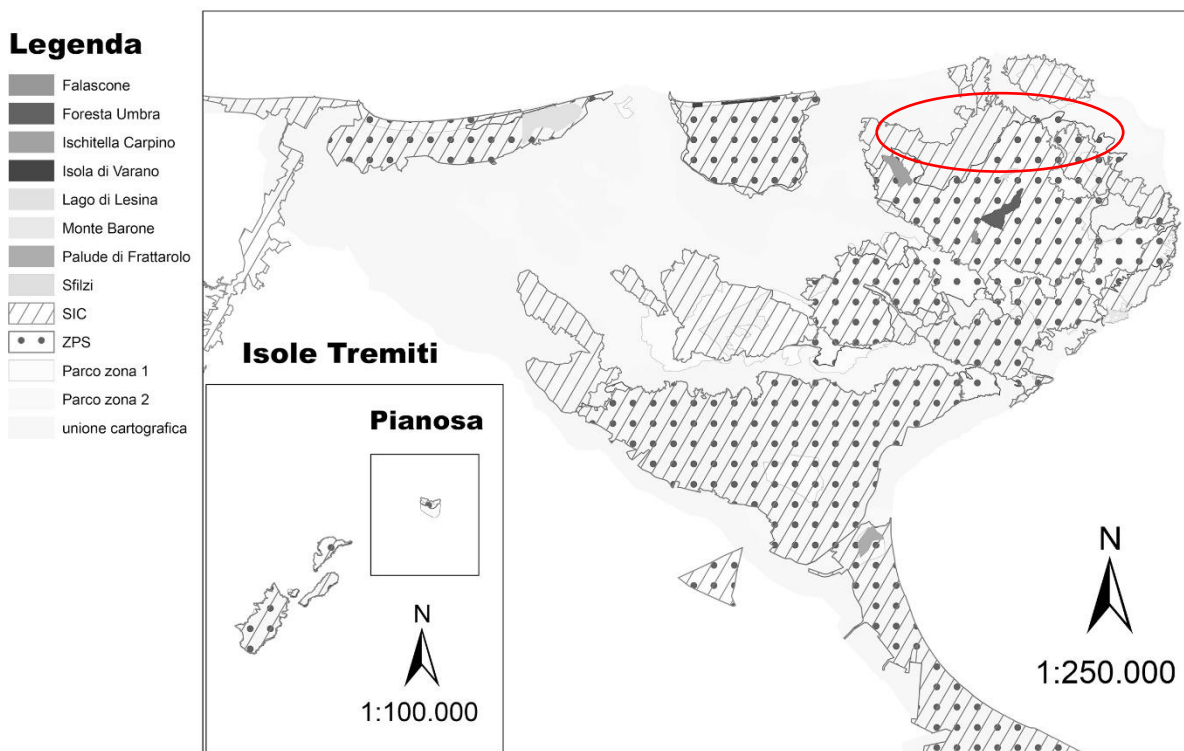 Legenda
Falascone
Foresta Umbra
Ischitella Carpino
Isola di Varano
Lago di Lesina
Monte Barone
Palude di Frattarolo
Sfilzi
SIC
ZPS
Parco zona 1
Parco zona 2
unione cartografica
Isole Tremiti
Pianosa
N
1:100.000
N
1:250.000